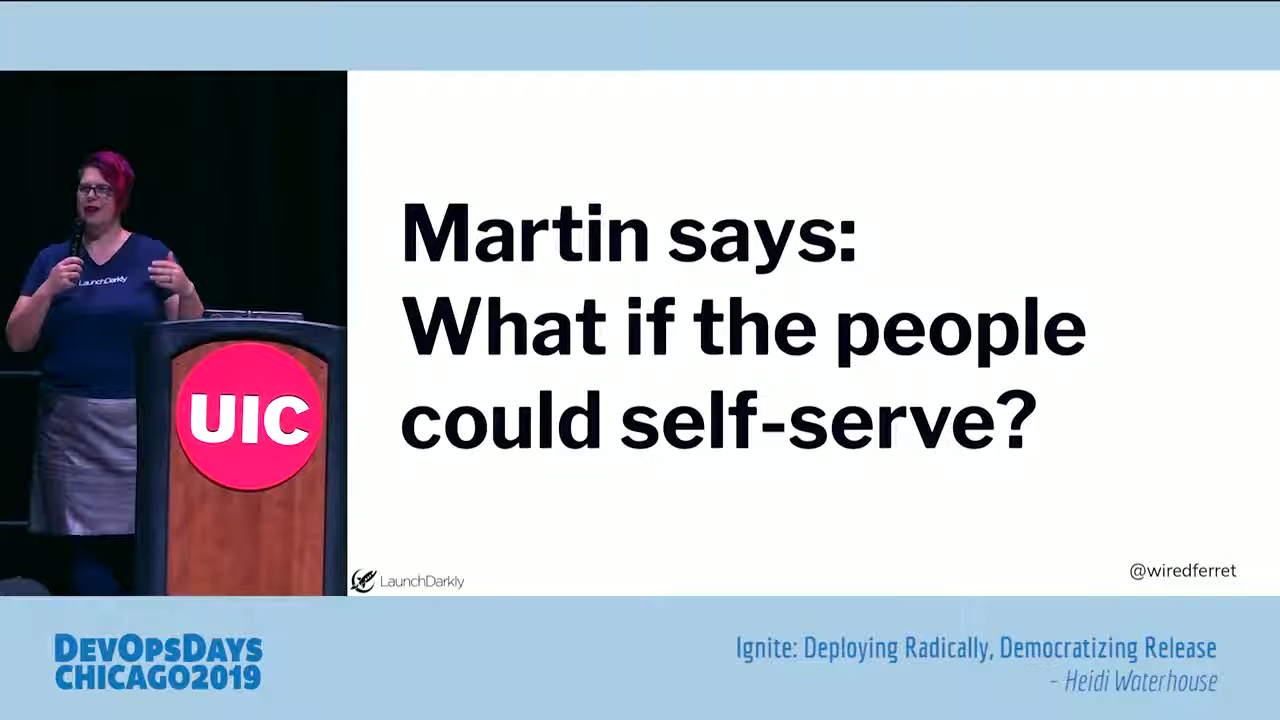 Martin says:
What if the people
could self-serve?
LaunchDarkly
UIC
LaunchDarkly
@wiredferret
DEVOPSDAYS
CHICAGO2019
Ignite: Deploying Radically, Democratizing Release
- Heidi Waterhouse